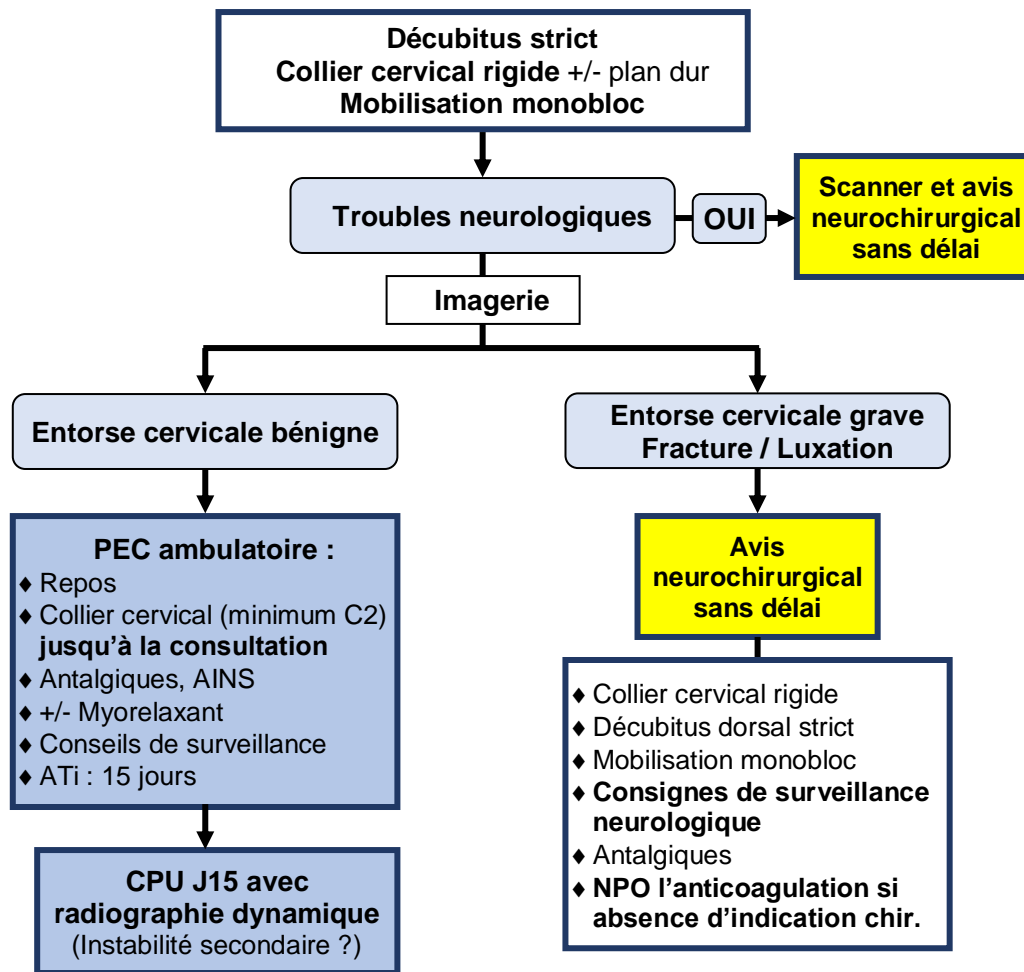 Décubitus strict
Collier cervical rigide +/- plan dur
Mobilisation monobloc
Troubles neurologiques
OUI
Scanner et avis
neurochirurgical
sans délai
Imagerie
Entorse cervicale bénigne
Entorse cervicale grave
Fracture / Luxation
PEC ambulatoire :
♦ Repos
♦ Collier cervical (minimum C2)
jusqu'à la consultation
♦ Antalgiques, AINS
♦ +/- Myorelaxant
♦ Conseils de surveillance
♦ ATi : 15 jours
CPU J15 avec
radiographie dynamique
(Instabilité secondaire ?)
Avis
neurochirurgical
sans délai
♦ Collier cervical rigide
♦ Décubitus dorsal strict
♦ Mobilisation monobloc
♦ Consignes de surveillance
neurologique
♦ Antalgiques
♦ NPO l'anticoagulation si
absence d'indication chir.